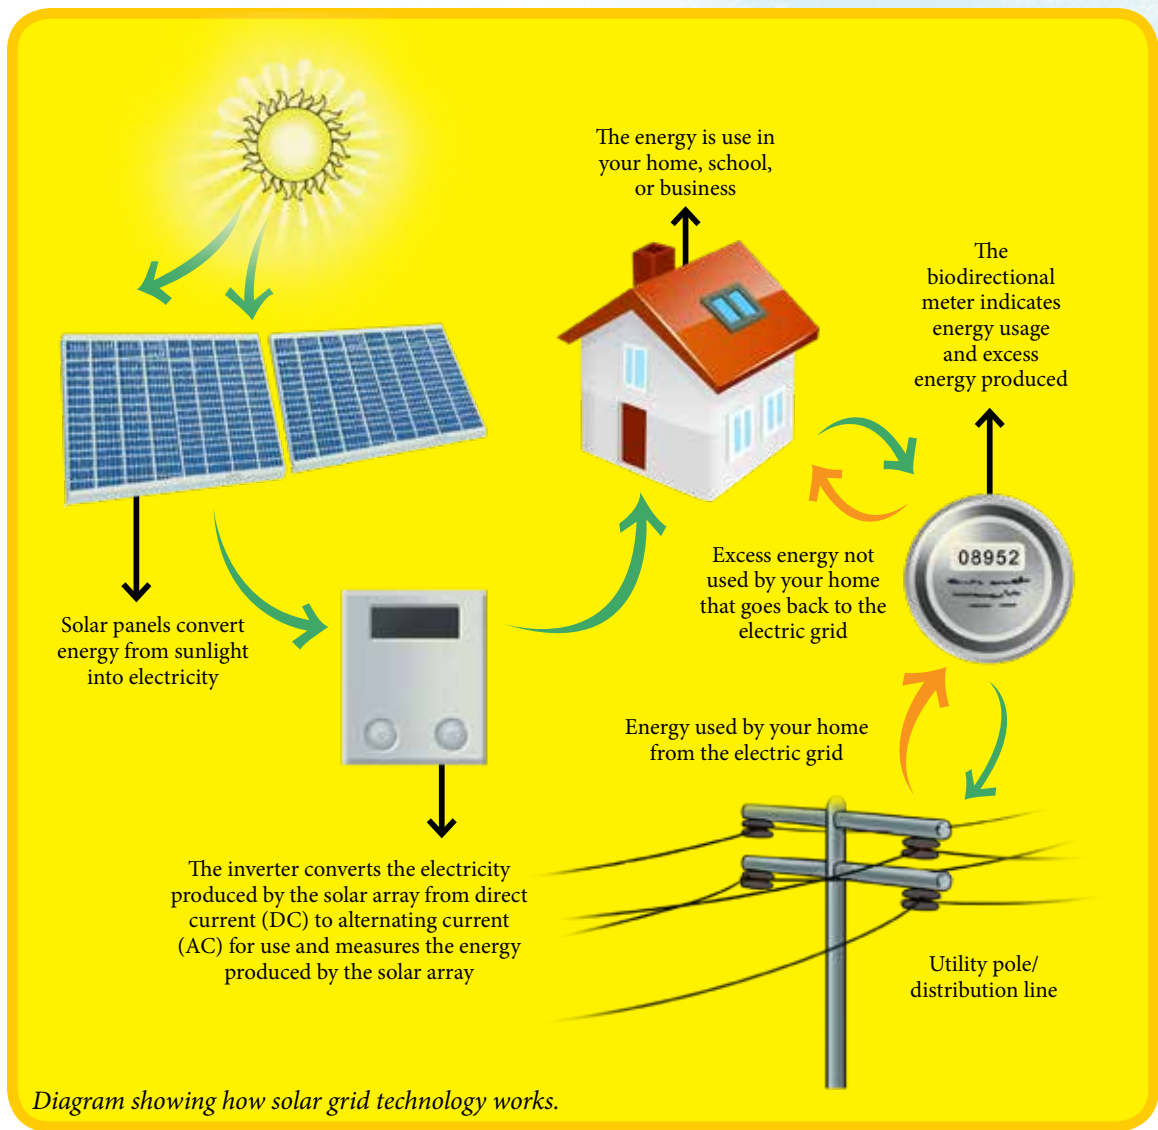 The energy is use in
your home, school,
or business
The
biodirectional
meter indicates
energy usage
and excess
energy produced
08952
Excess energy not
used by your home
that goes back to the
electric grid
Solar panels convert
energy from sunlight
into electricity
Energy used by your home
from the electric grid
The inverter converts the electricity
produced by the solar array from direct
current (DC) to alternating current
(AC) for use and measures the energy
produced by the solar array
Utility pole/
distribution line
Diagram showing how solar grid technology works.